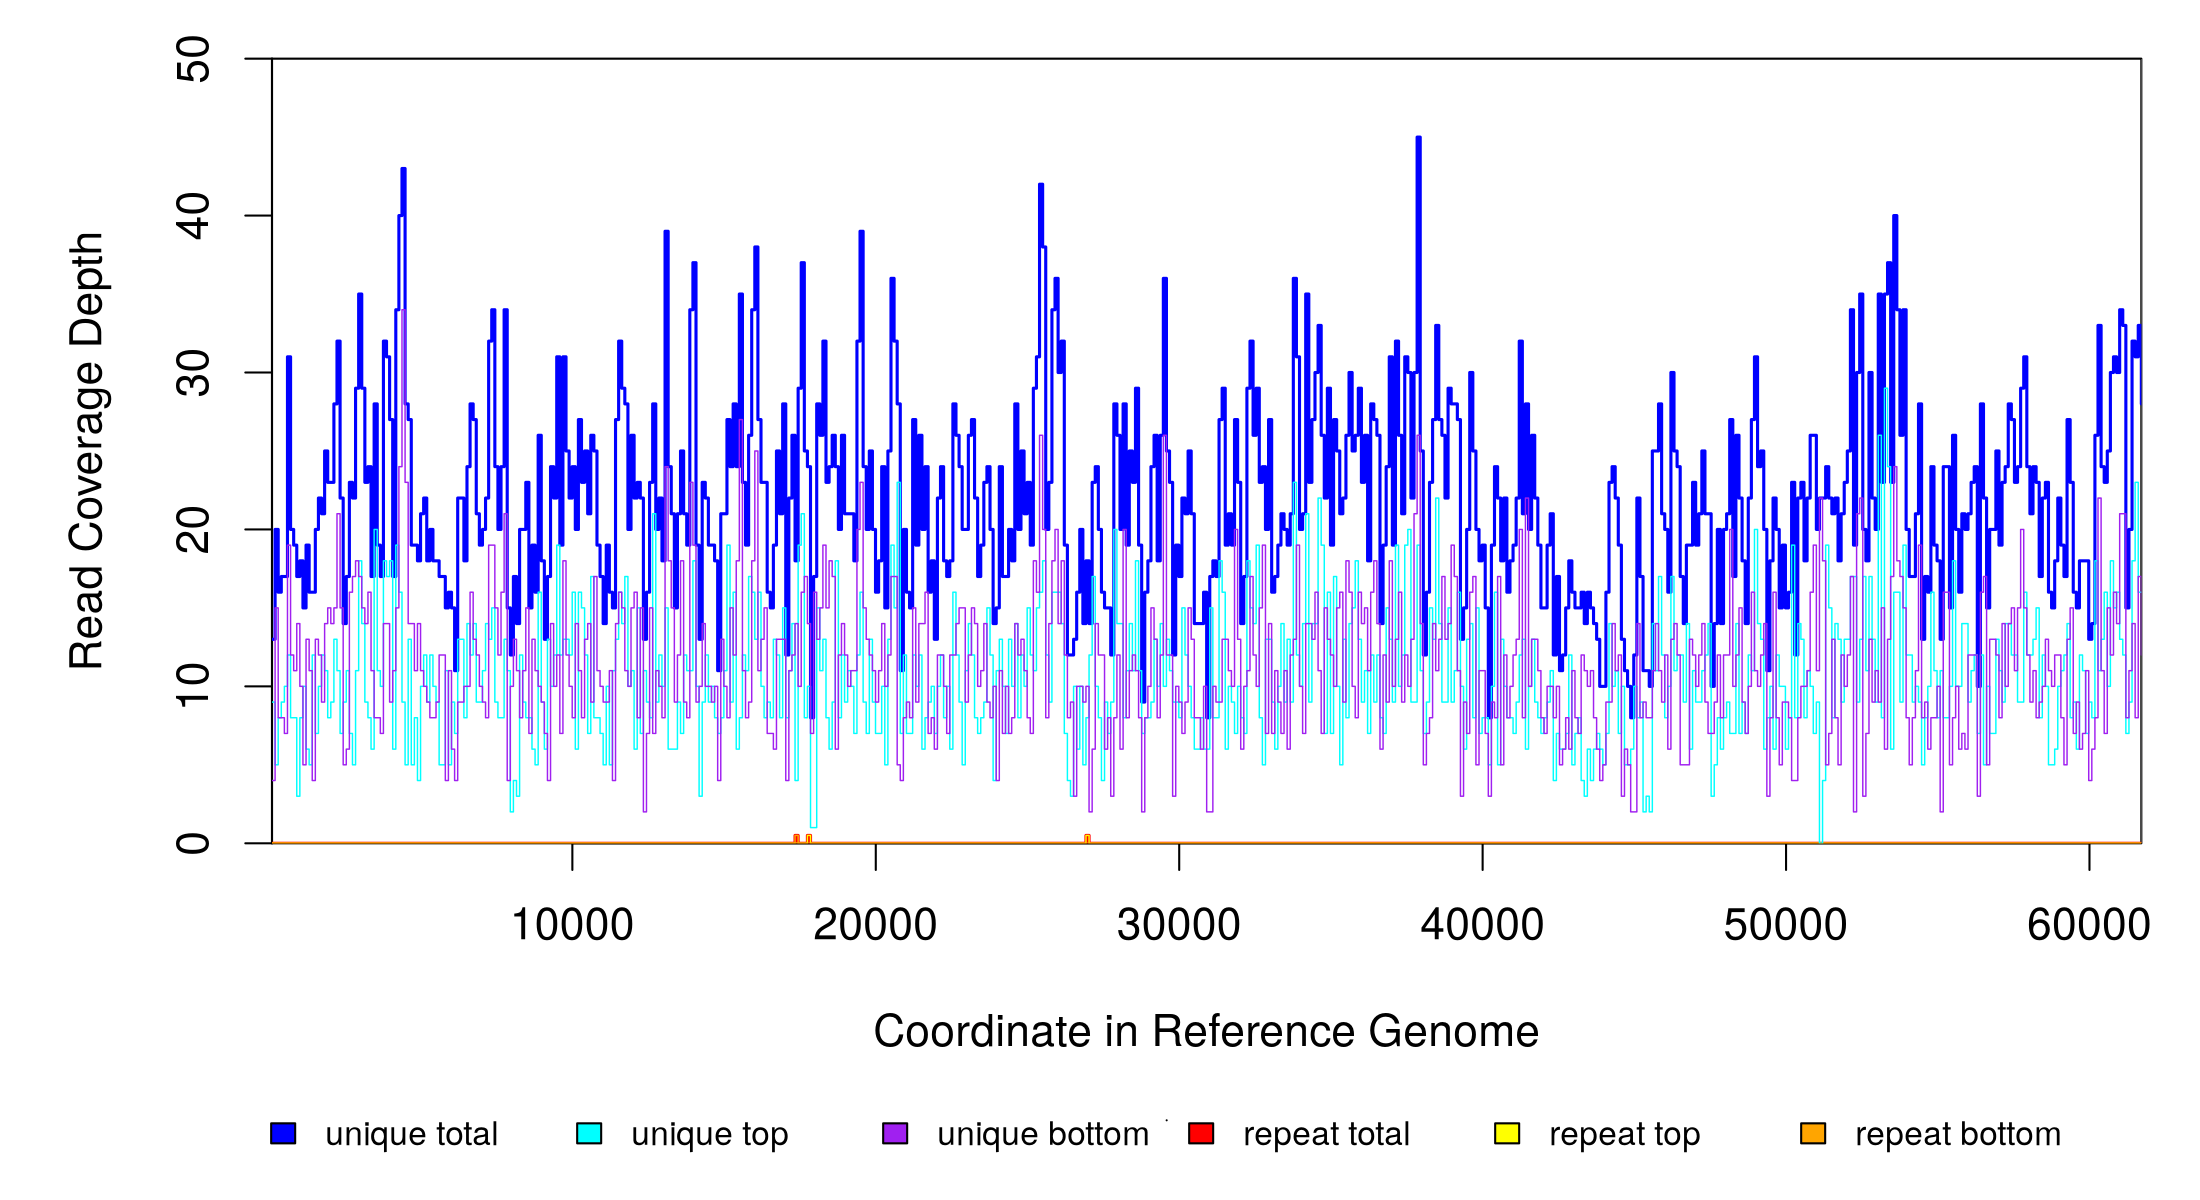 50
40
30
20
10
0
Read Coverage Depth
10000 20000 30000 40000 50000 60000
Coordinate in Reference Genome
unique total unique top unique bottom repeat total repeat top repeat bottom